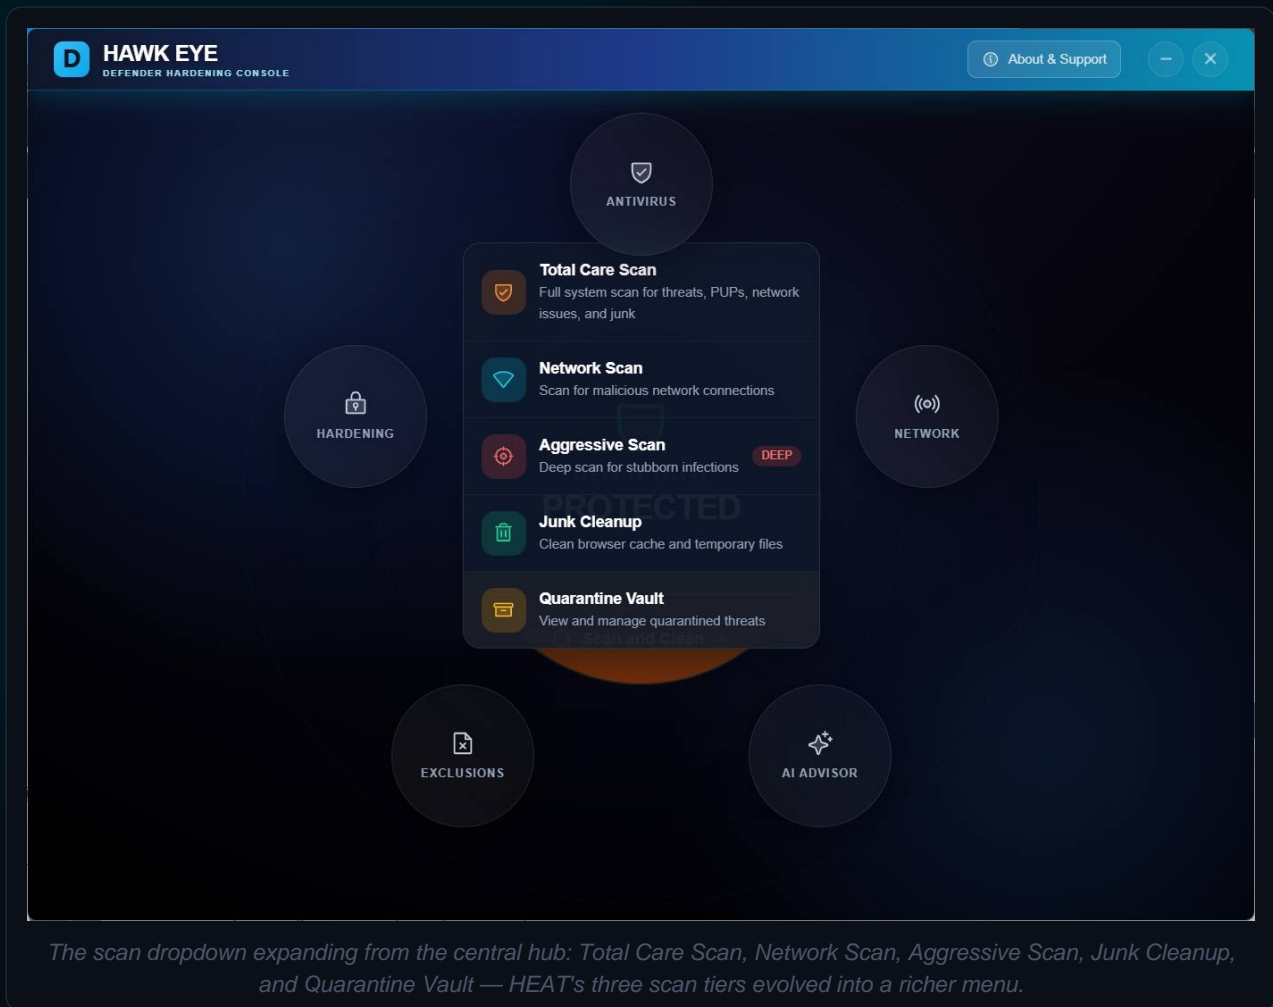 D
HAWK EYE
DEFENDER HARDENING CONSOLE
About & Support
ANTIVIRUS
Total Care Scan
Full system scan for threats, PUPs, network
issues, and junk
Network Scan
Scan for malicious network connections
HARDENING
NETWORK
Aggressive Scan
Deep scan for stubborn infections
DEEP
PROTECTED
Junk Cleanup
Clean browser cache and temporary files
Quarantine Vault
View and manage quarantined threats
Scan and Clean
EXCLUSIONS
AI ADVISOR
The scan dropdown expanding from the central hub: Total Care Scan, Network Scan, Aggressive Scan, Junk Cleanup,
and Quarantine Vault — HEAT's three scan tiers evolved into a richer menu.